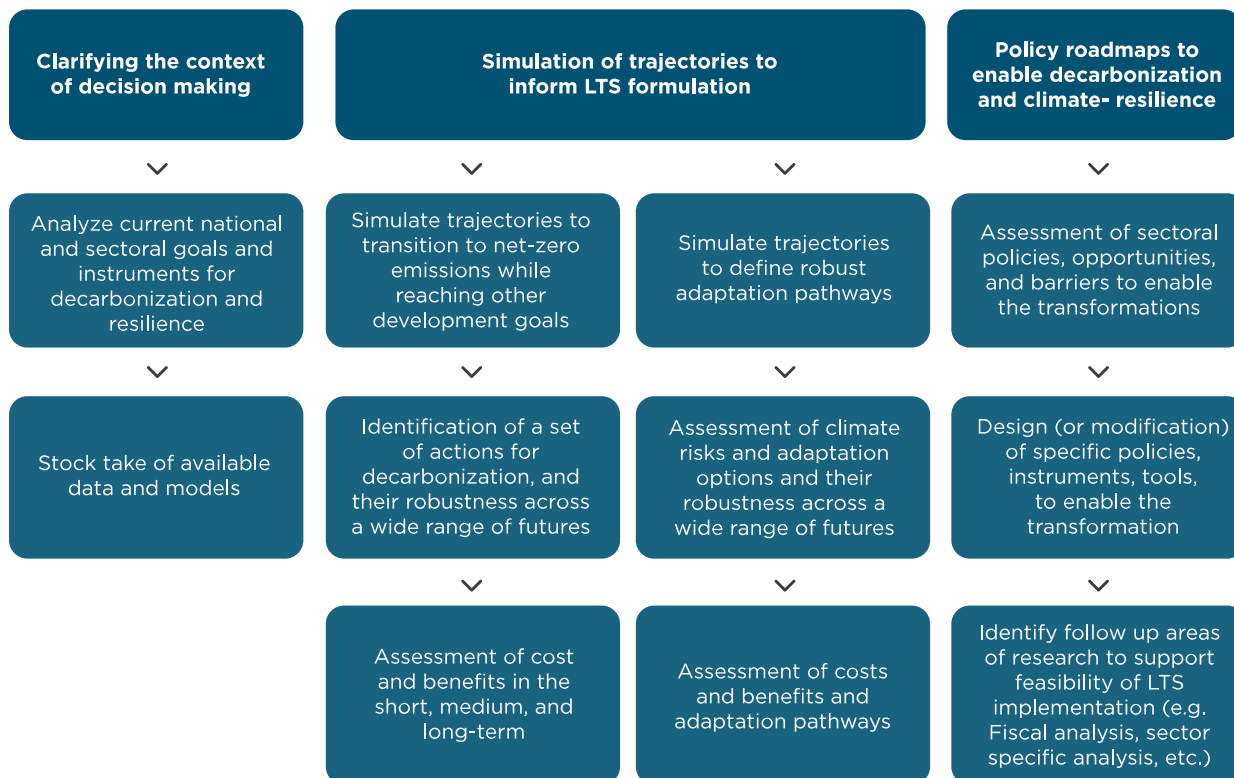 Clarifying the context
of decision making
Simulation of trajectories to
inform LTS formulation
Policy roadmaps to
enable decarbonization
and climate- resilience
Analyze current national
and sectoral goals and
instruments for
decarbonization and
resilience
Simulate trajectories to
transition to net-zero
emissions while
reaching other
development goals
Simulate trajectories
to define robust
adaptation pathways
Assessment of sectoral
policies, opportunities,
and barriers to enable
the transformations
Stock take of available
data and models
Identification of a set
of actions for
decarbonization, and
their robustness across
a wide range of futures
Assessment of climate
risks and adaptation
options and their
robustness across a
wide range of futures
Design (or modification)
of specific policies,
instruments, tools,
to enable the
transformation
Assessment of cost
and benefits in the
short, medium, and
long-term
Assessment of costs
and benefits and
adaptation pathways
Identify follow up areas
of research to support
feasibility of LTS
implementation (e.g.
Fiscal analysis, sector
specific analysis, etc.)